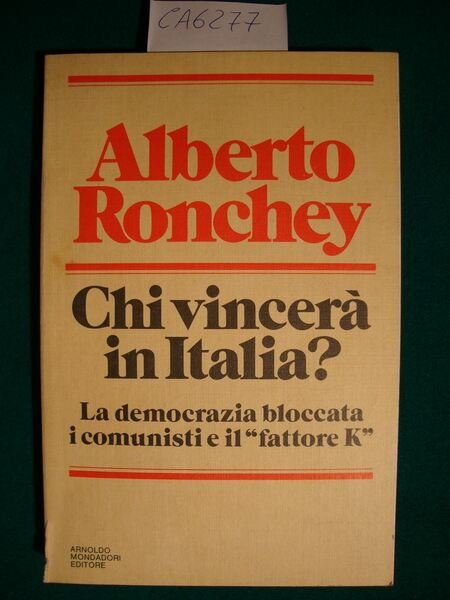 CA6277
Alberto
Ronchey
Chi vincerà
in Italia?
La democrazia bloccata
i comunisti e il “fattore K”
ARNOLDO
MONDADORI
EDITORE